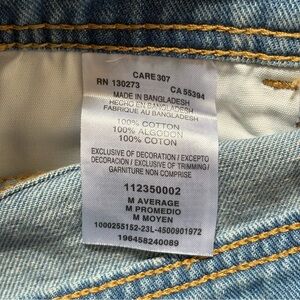 CARE307
RN 130273 CA 55394
MADE IN BANGLADESH
HECHO EN BANGLADESH
FABRIQUE AU BANGLADESH
100% COTTON
100% ALGODON
100% COTON
EXCLUSIVE OF DECORATION / EXCEPTO
DECORACION / EXCLUSIVE OF TRIMMING/
GARNITURE NON COMPRISE
112350002
M AVERAGE
M PROMEDIO
M MOYEN
1000255152-23L-4500901972
196458240089